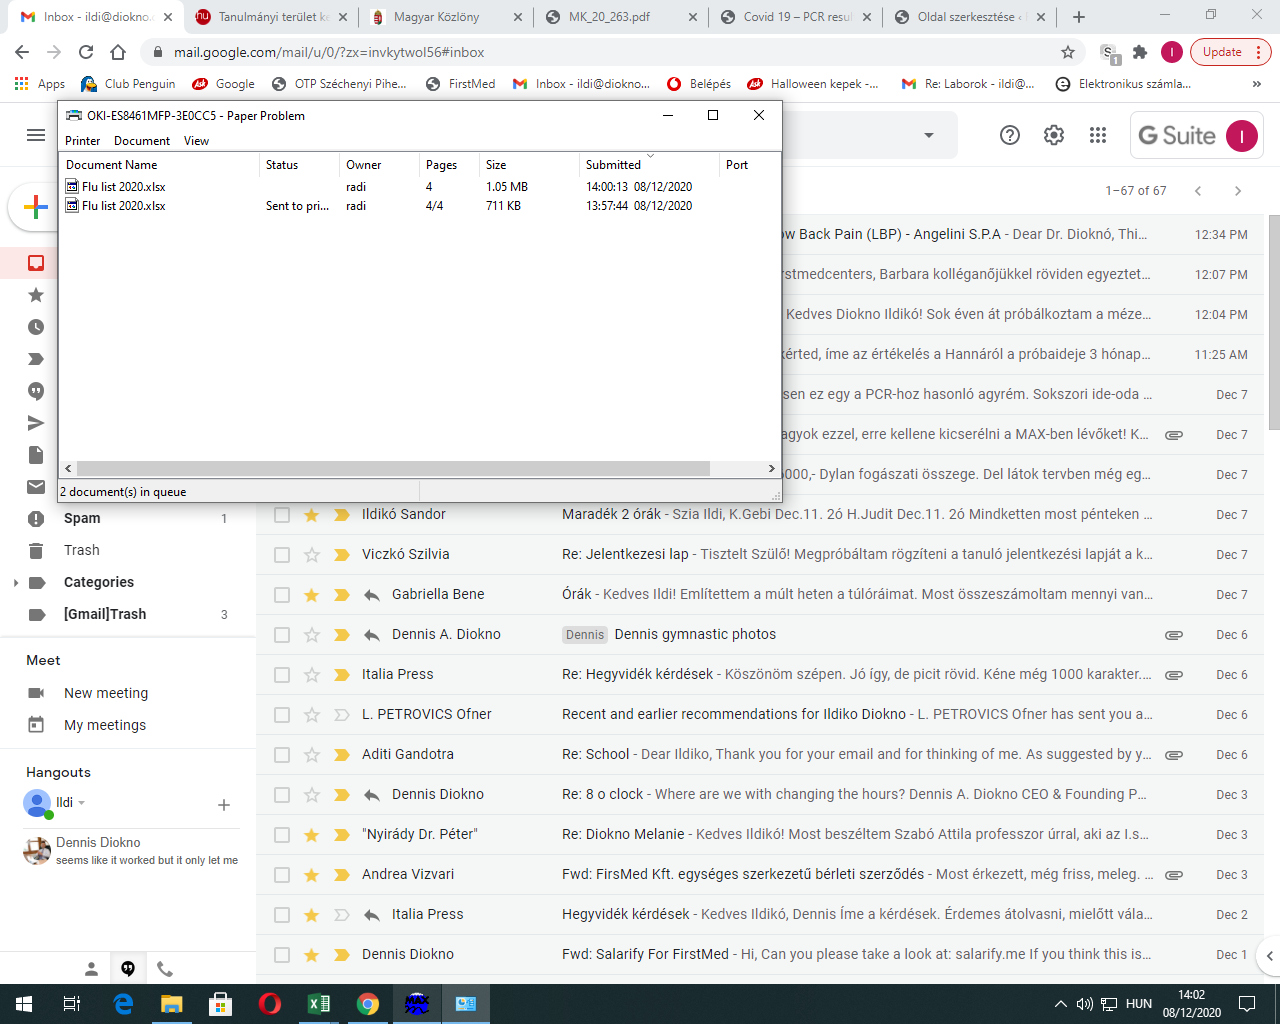 Inbox - ildi@diokno.
Tanulmányi terület ke
Magyar Közlöny
MK_20_263.pdf
Covid 19 – PCR resul
Oldal szerkesztése ‹
mail.google.com/mail/u/0/?zx=invkytwol56#inbox
S
1
I
Update
Apps
Club Penguin
Ask
Google
OTP Széchenyi Pihe...
FirstMed
Inbox - ildi@diokno...
Belépés
Ask
Halloween kepek -...
Re: Laborok - ildi@...
Elektronikus számla...
»
OKI-ES8461MFP-3E0CC5 - Paper Problem
Printer Document View
Document Name Status Owner Pages Size Submitted Port
Flu list 2020.xlsx radi 4 1.05 MB 14:00:13 08/12/2020
Flu list 2020.xlsx Sent to pri... radi 4/4 711 KB 13:57:44 08/12/2020
2 document(s) in queue
G Suite
I
1–67 of 67
ow Back Pain (LBP) - Angelini S.P.A - Dear Dr. Dioknó, Thi... 12:34 PM
rstmedcenters, Barbara kolléganőjükkel röviden egyeztet... 12:07 PM
Kedves Diokno Ildikó! Sok éven át próbálkoztam a méze... 12:04 PM
kérted, íme az értékelés a Hannáról a próbaideje 3 hónap... 11:25 AM
sen ez egy a PCR-hoz hasonló agyrém. Sokszori ide-oda ... Dec 7
agyok ezzel, erre kellene kicserélni a MAX-ben lévőket! K... Dec 7
5000,- Dylan fogászati összege. Del látok tervben még eg... Dec 7
Ildikó Sandor Maradék 2 órák - Szia Ildi, K.Gebi Dec.11. 2ó H.Judit Dec.11. 2ó Mindketten most pénteken ... Dec 7
Viczkó Szilvia Re: Jelentkezesi lap - Tisztelt Szülő! Megpróbáltam rögzíteni a tanuló jelentkezési lapját a k... Dec 7
Gabriella Bene Órák - Kedves Ildi! Említettem a múlt heten a túlóráimat. Most összeszámoltam mennyi van... Dec 7
Dennis A. Diokno Dennis Dennis gymnastic photos Dec 6
Italia Press Re: Hegyvidék kérdések - Köszönöm szépen. Jó így, de picit rövid. Kéne még 1000 karakter.... Dec 6
L. PETROVICS Ofner Recent and earlier recommendations for Ildiko Diokno - L. PETROVICS Ofner has sent you a... Dec 6
Aditi Gandotra Re: School - Dear Ildiko, Thank you for your email and for thinking of me. As suggested by y... Dec 6
Dennis Diokno Re: 8 o clock - Where are we with changing the hours? Dennis A. Diokno CEO & Founding P... Dec 3
"Nyirády Dr. Péter" Re: Diokno Melanie - Kedves Ildikó! Most beszéltem Szabó Attila professzor úrral, aki az I.s... Dec 3
Andrea Vizvari Fwd: FirsMed Kft. egységes szerkezetű bérleti szerződés - Most érkezett, még friss, meleg. ... Dec 3
Italia Press Hegyvidék kérdések - Kedves Ildikó, Dennis Íme a kérdések. Érdemes átolvasni, mielőtt vála... Dec 2
Dennis Diokno Fwd: Salarify For FirstMed - Hi, Can you please take a look at: salarify.me If you think this is... Dec 1
Spam 1
Trash
Categories
[Gmail]Trash 3
Meet
New meeting
My meetings
Hangouts
Ildi
Dennis Diokno
seems like it worked but it only let me
MAX
HUN
14:02
08/12/2020